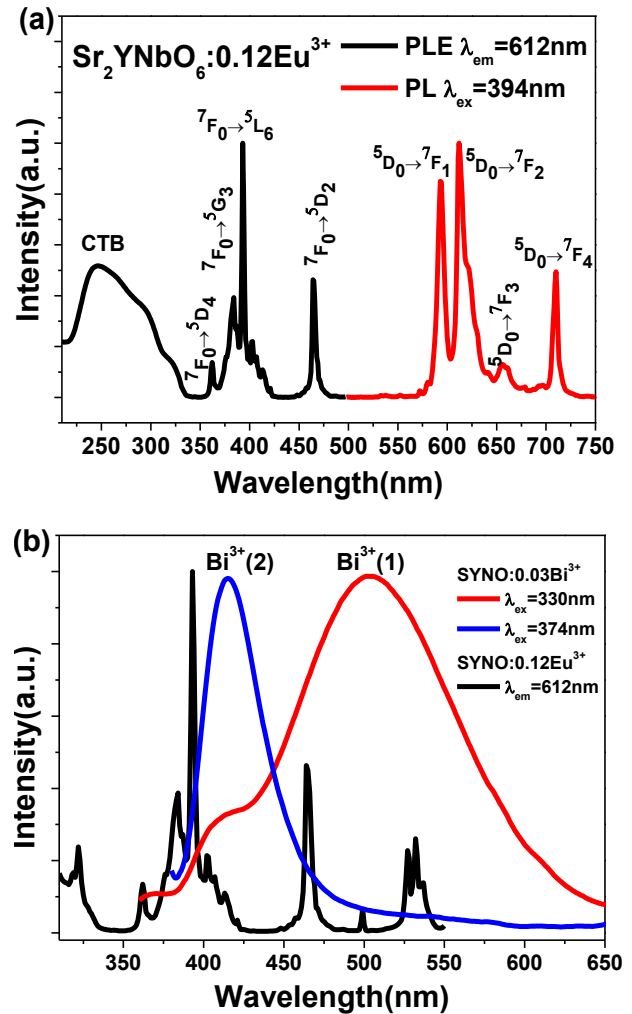 (a)
Sr₂YNbO₆:0.12Eu³⁺
PLE λem=612nm
PL λex=394nm
CTB
⁷F₀→⁵D₄
⁷F₀→⁵G₃
⁷F₀→⁵L₆
⁷F₀→⁵D₂
⁵D₀→⁷F₁
⁵D₀→⁷F₂
⁵D₀→⁷F₃
⁵D₀→⁷F₄
Intensity(a.u.)
250 300 350 400 450 500 550 600 650 700 750
Wavelength(nm)
(b)
Bi³⁺(2)
Bi³⁺(1)
SYNO:0.03Bi³⁺
λex=330nm
λex=374nm
SYNO:0.12Eu³⁺
λem=612nm
Intensity(a.u.)
350 400 450 500 550 600 650
Wavelength(nm)